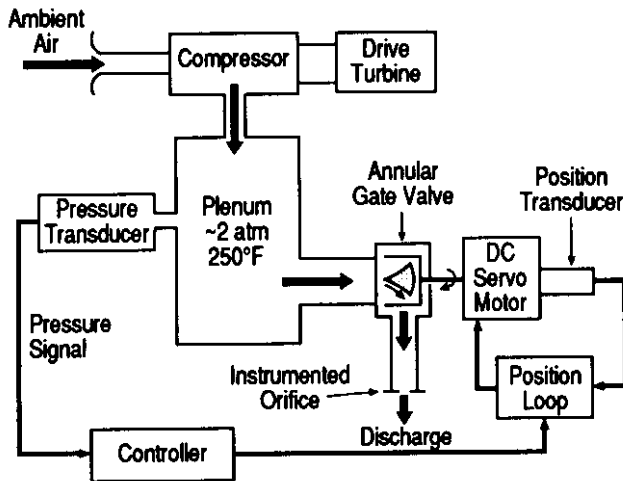 Ambient
Air
Compressor
Drive
Turbine
Annular
Gate Valve
Position
Transducer
Pressure
Transducer
Plenum
~2 atm
250°F
DC
Servo
Motor
Pressure
Signal
Instrumented
Orifice
Position
Loop
Discharge
Controller